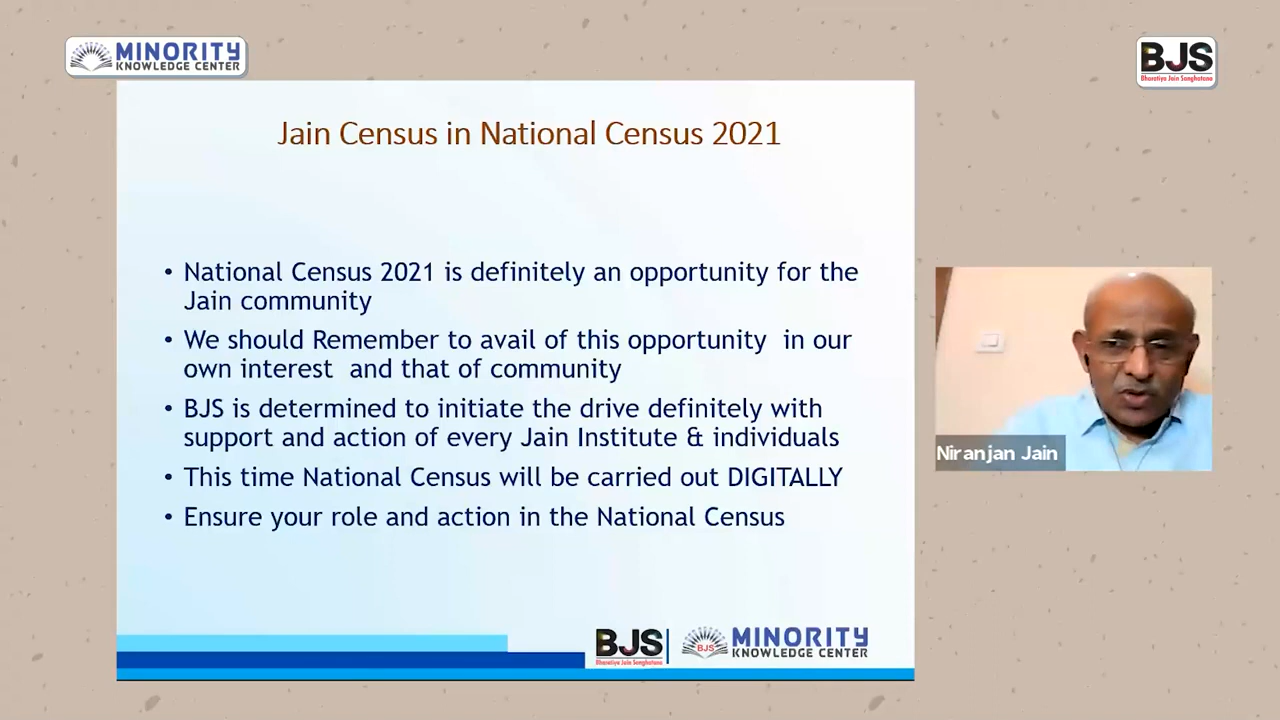 MINORITY
KNOWLEDGE CENTER
BJS
Bharatiya Jain Sanghatana
Jain Census in National Census 2021
• National Census 2021 is definitely an opportunity for the
Jain community
• We should Remember to avail of this opportunity in our
own interest and that of community
• BJS is determined to initiate the drive definitely with
support and action of every Jain Institute & individuals
• This time National Census will be carried out DIGITALLY
• Ensure your role and action in the National Census
Niranjan Jain
BJS
Bharatiya Jain Sanghatana
BJS
MINORITY
KNOWLEDGE CENTER